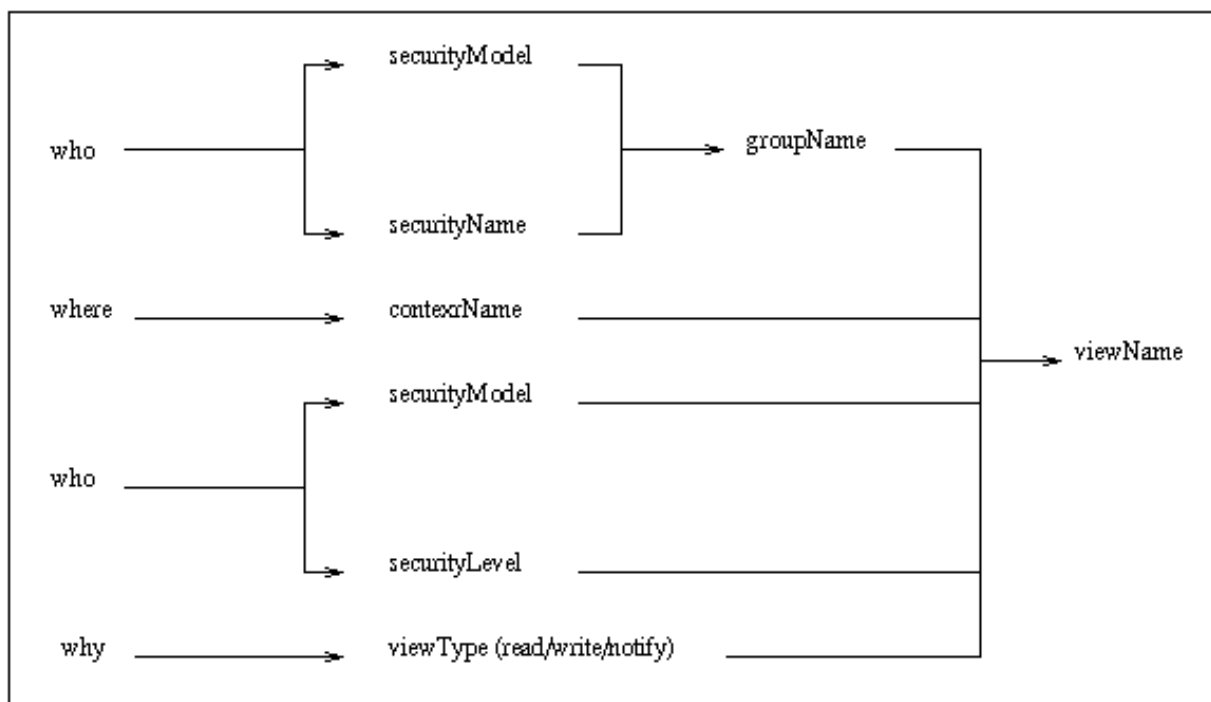 securityModel
who
groupName
securityName
where
contexrName
viewName
securityModel
who
securityLevel
why
viewType (read/write/notify)